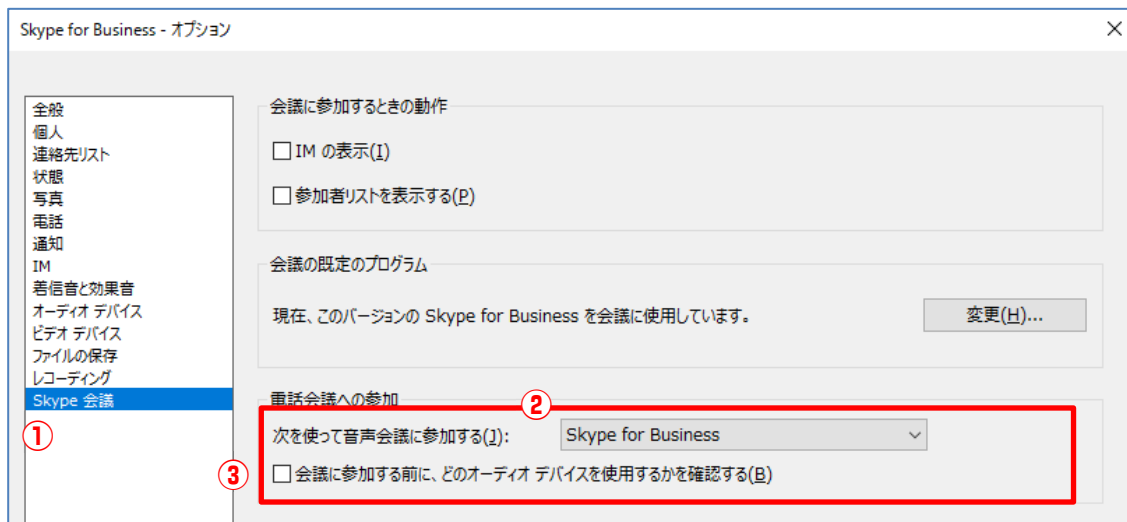 Skype for Business - オプション
全般
個人
連絡先リスト
状態
写真
電話
通知
IM
着信音と効果音
オーディオ デバイス
ビデオ デバイス
ファイルの保存
レコーディング
Skype 会議
①
会議に参加するときの動作
IM の表示(I)
参加者リストを表示する(P)
会議の既定のプログラム
現在、このバージョンの Skype for Business を会議に使用しています。
変更(H)...
電話会議への参加
②
次を使って音声会議に参加する(J): Skype for Business
③
会議に参加する前に、どのオーディオ デバイスを使用するかを確認する(B)